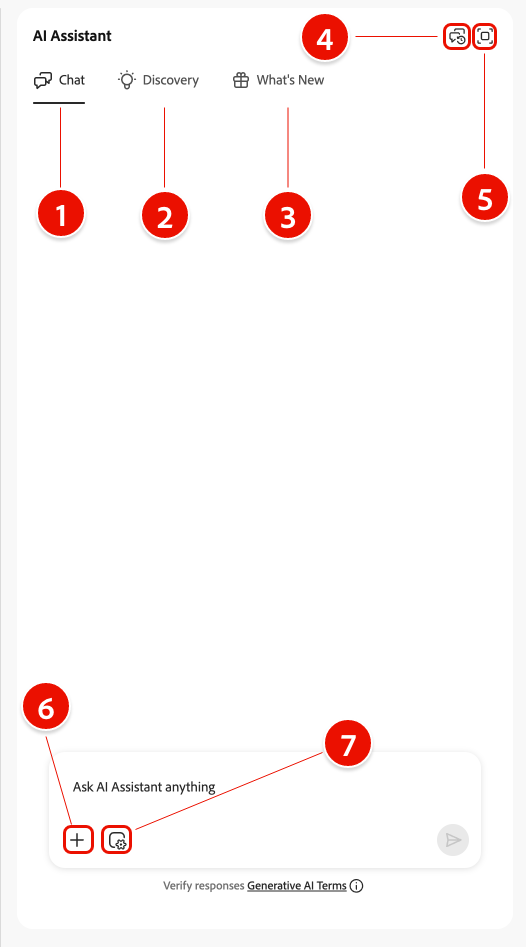 AI Assistant
4
Chat
Discovery
What's New
1
2
3
5
6
7
Ask AI Assistant anything
Verify responses Generative AI Terms